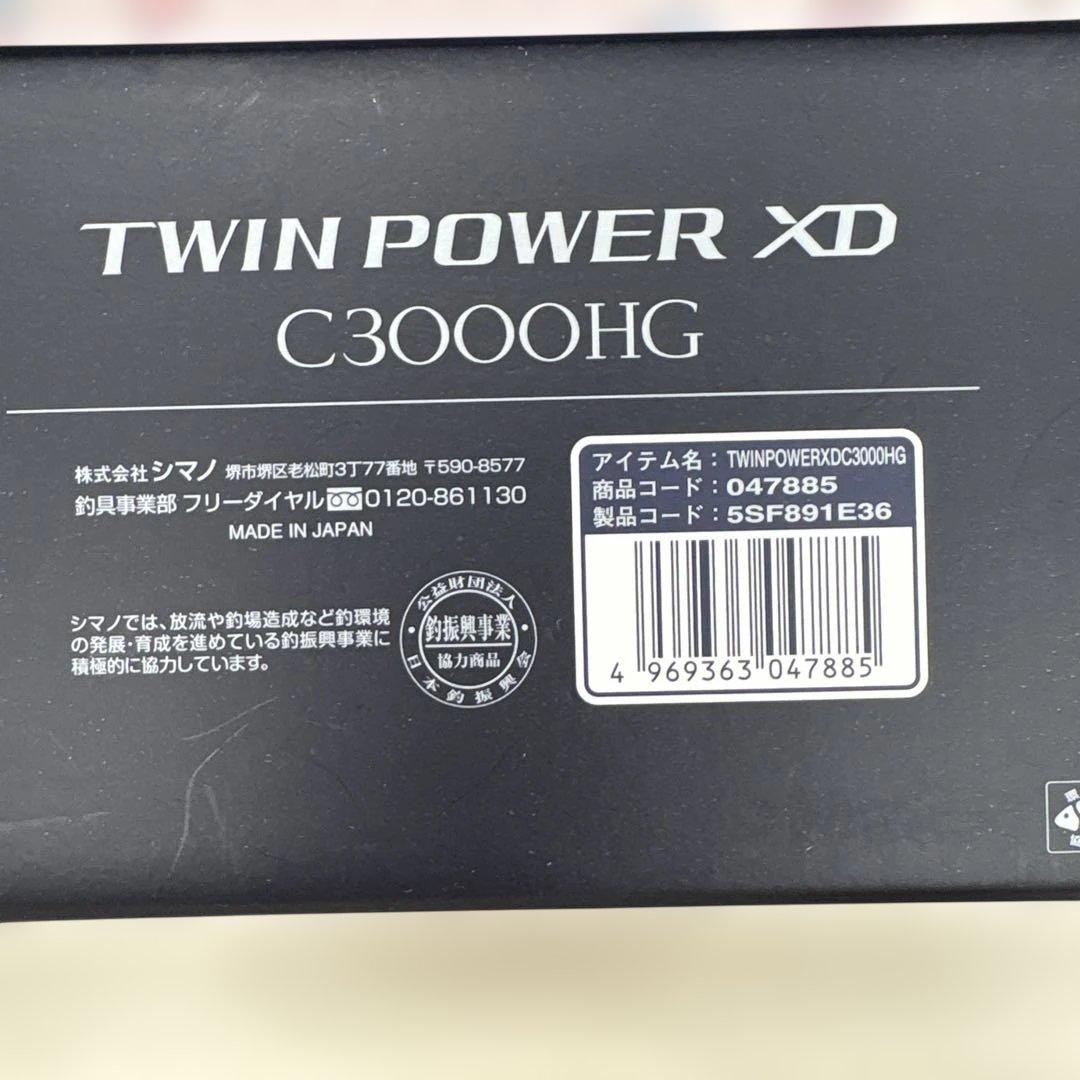 TWIN POWER XD
C3000HG
株式会社シマノ 堺市堺区老松町3丁77番地 〒590-8577
釣具事業部 フリーダイヤル 0120-861130
MADE IN JAPAN
シマノでは、放流や釣場造成など釣環境
の発展・育成を進めている釣振興事業に
積極的に協力しています。
公益財団法人
釣振興事業
協力商品
日本釣振興会
アイテム名：TWINPOWERXDC3000HG
商品コード：047885
製品コード：5SF891E36
4 969363 047885